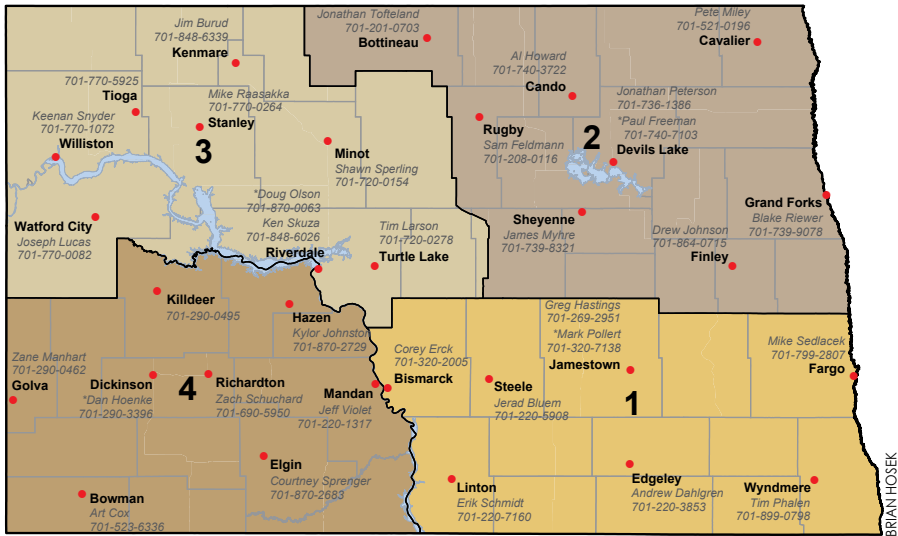 Jim Burud
701-848-6339
Kenmare
Jonathan Tofteland
701-201-0703
Bottineau
Pete Miley
701-521-0196
Cavalier
701-770-5925
Tioga
Mike Raasakka
701-770-0264
Stanley
Keenan Snyder
701-770-1072
Williston
3
Minot
Shawn Sperling
701-720-0154
Al Howard
701-740-3722
Cando
Jonathan Peterson
701-736-1386
*Paul Freeman
701-740-7103
Devils Lake
2
Rugby
Sam Feldmann
701-208-0116
Watford City
Joseph Lucas
701-770-0082
*Doug Olson
701-870-0063
Ken Skuza
701-848-6026
Riverdale
Tim Larson
701-720-0278
Turtle Lake
Sheyenne
James Myhre
701-739-8321
Drew Johnson
701-864-0715
Finley
Grand Forks
Blake Riewer
701-739-9078
Killdeer
701-290-0495
Hazen
Kylor Johnston
701-870-2729
Zane Manhart
701-290-0462
Golva
Dickinson
*Dan Hoenke
701-290-3396
4
Richardton
Zach Schuchard
701-690-5950
Mandan
Jeff Violet
701-220-1317
Elgin
Courtney Sprenger
701-870-2683
Bowman
Art Cox
701-523-6336
Corey Erck
701-320-2005
Bismarck
Steele
Jerad Bluem
701-220-5908
Greg Hastings
701-269-2951
*Mark Pollert
701-320-7138
Jamestown
1
Mike Sedlacek
701-799-2807
Fargo
Linton
Erik Schmidt
701-220-7160
Edgeley
Andrew Dahlgren
701-220-3853
Wyndmere
Tim Phalen
701-899-0798
BRIAN HOSEK